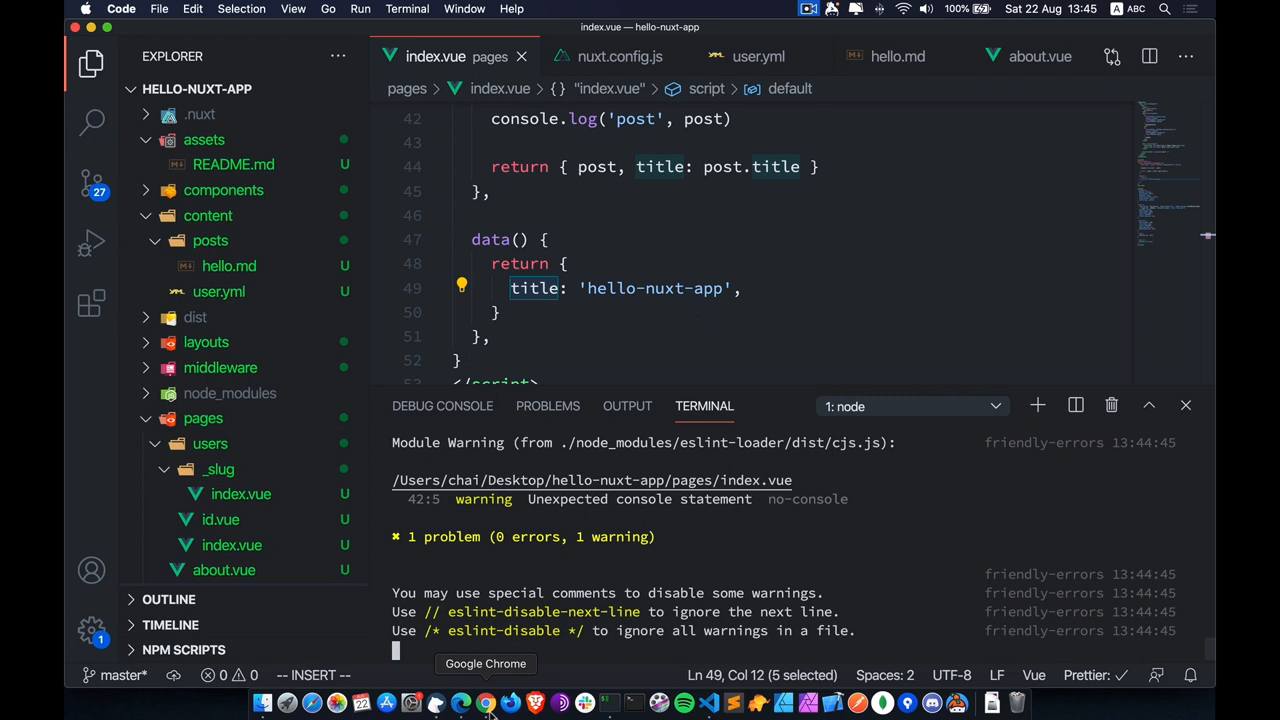 Code File Edit Selection View Go Run Terminal Window Help 100% Sat 22 Aug 13:45 A ABC
index.vue — hello-nuxt-app
EXPLORER
index.vue pages nuxt.config.js user.yml hello.md about.vue
HELLO-NUXT-APP
pages index.vue {} "index.vue" script default
.nuxt
assets
README.md U
components
content
posts
hello.md U
user.yml U
dist
layouts
middleware
node_modules
pages
users
_slug
index.vue U
id.vue U
index.vue U
about.vue U
OUTLINE
TIMELINE
NPM SCRIPTS
27
1
42 console.log('post', post)
43
44 return { post, title: post.title }
45 },
46
47 data() {
48 return {
49 title: 'hello-nuxt-app',
50 }
51 },
52 }
53 </script>
DEBUG CONSOLE PROBLEMS OUTPUT TERMINAL 1: node
Module Warning (from ./node_modules/eslint-loader/dist/cjs.js): friendly-errors 13:44:45
/Users/chai/Desktop/hello-nuxt-app/pages/index.vue
42:5 warning Unexpected console statement no-console
✖ 1 problem (0 errors, 1 warning)
friendly-errors 13:44:45
You may use special comments to disable some warnings. friendly-errors 13:44:45
Use // eslint-disable-next-line to ignore the next line. friendly-errors 13:44:45
Use /* eslint-disable */ to ignore all warnings in a file. friendly-errors 13:44:45
Google Chrome
master* 0 0 -- INSERT -- Ln 49, Col 12 (5 selected) Spaces: 2 UTF-8 LF Vue Prettier: ✓
22